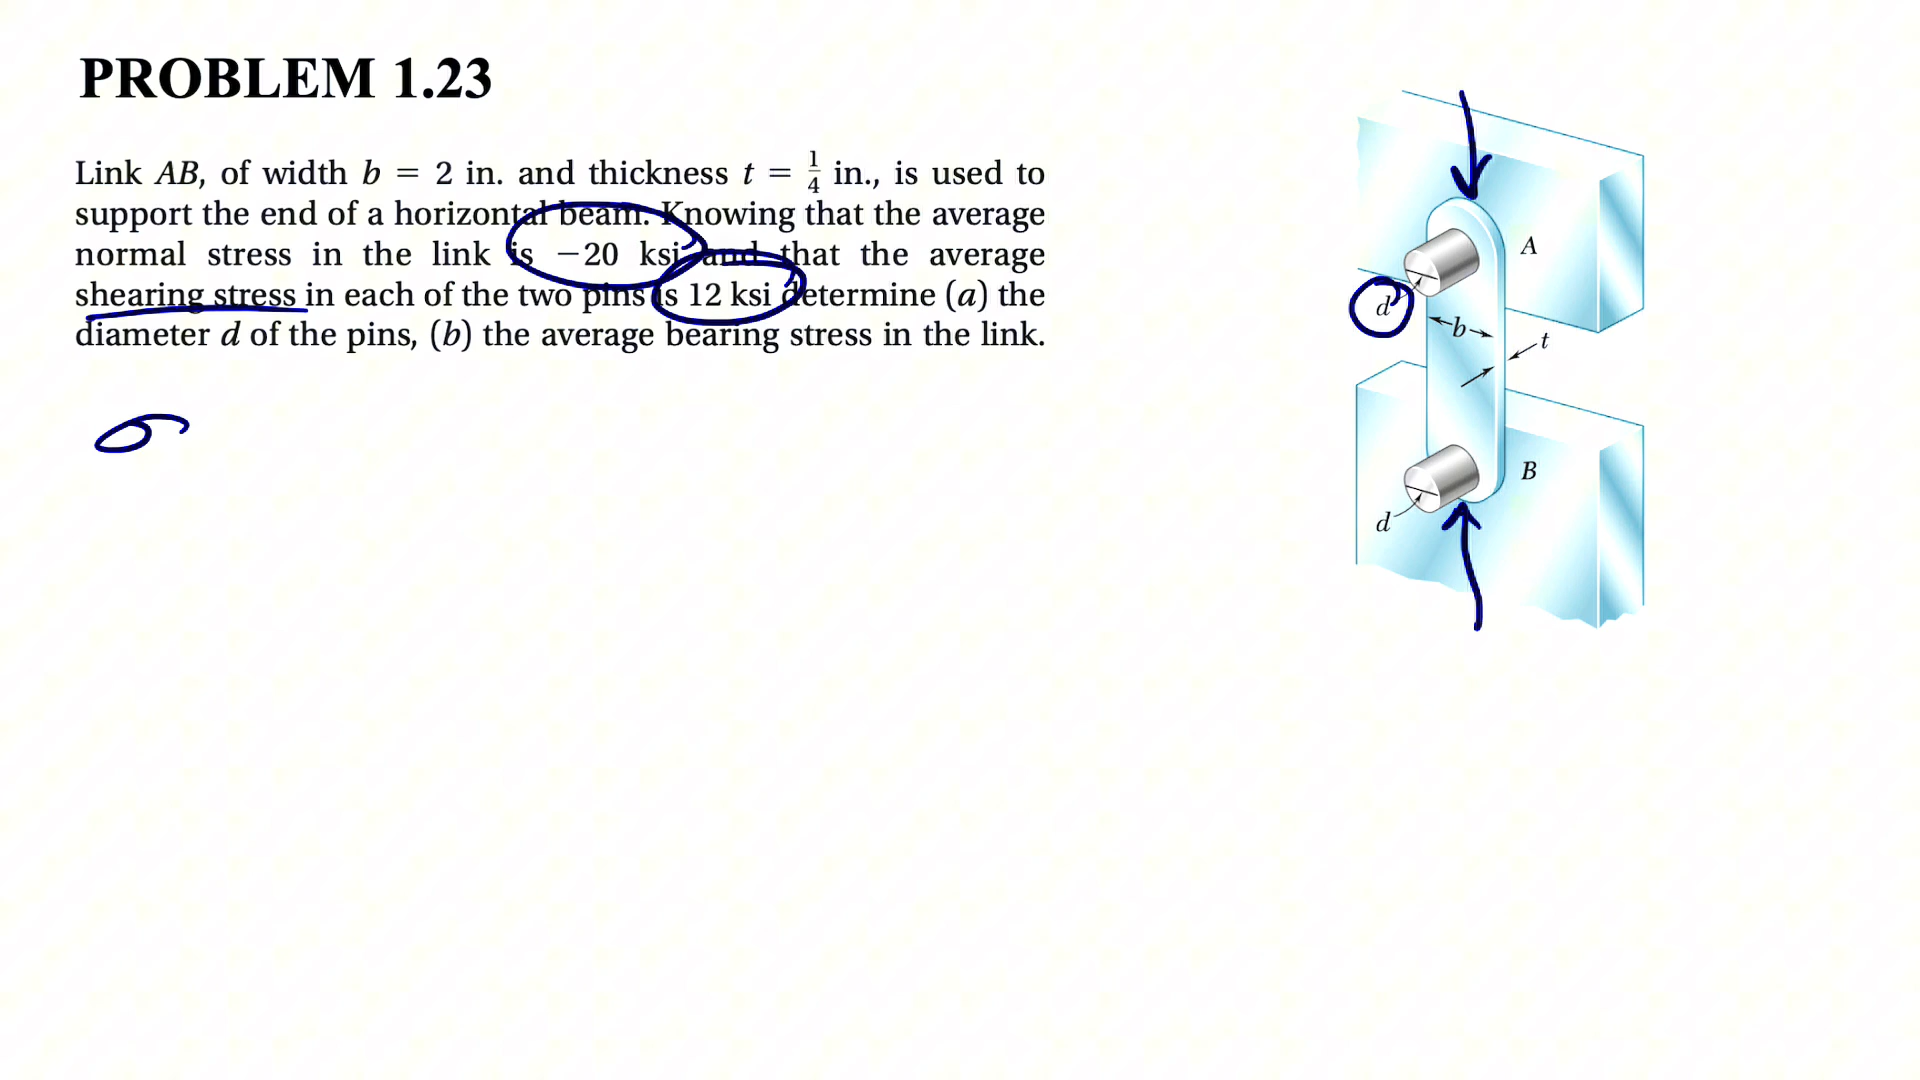 PROBLEM 1.23
Link AB, of width b = 2 in. and thickness t = 1/4 in., is used to
support the end of a horizontal beam. Knowing that the average
normal stress in the link is −20 ksi and that the average
shearing stress in each of the two pins is 12 ksi determine (a) the
diameter d of the pins, (b) the average bearing stress in the link.
σ
A
d
b
t
B
d